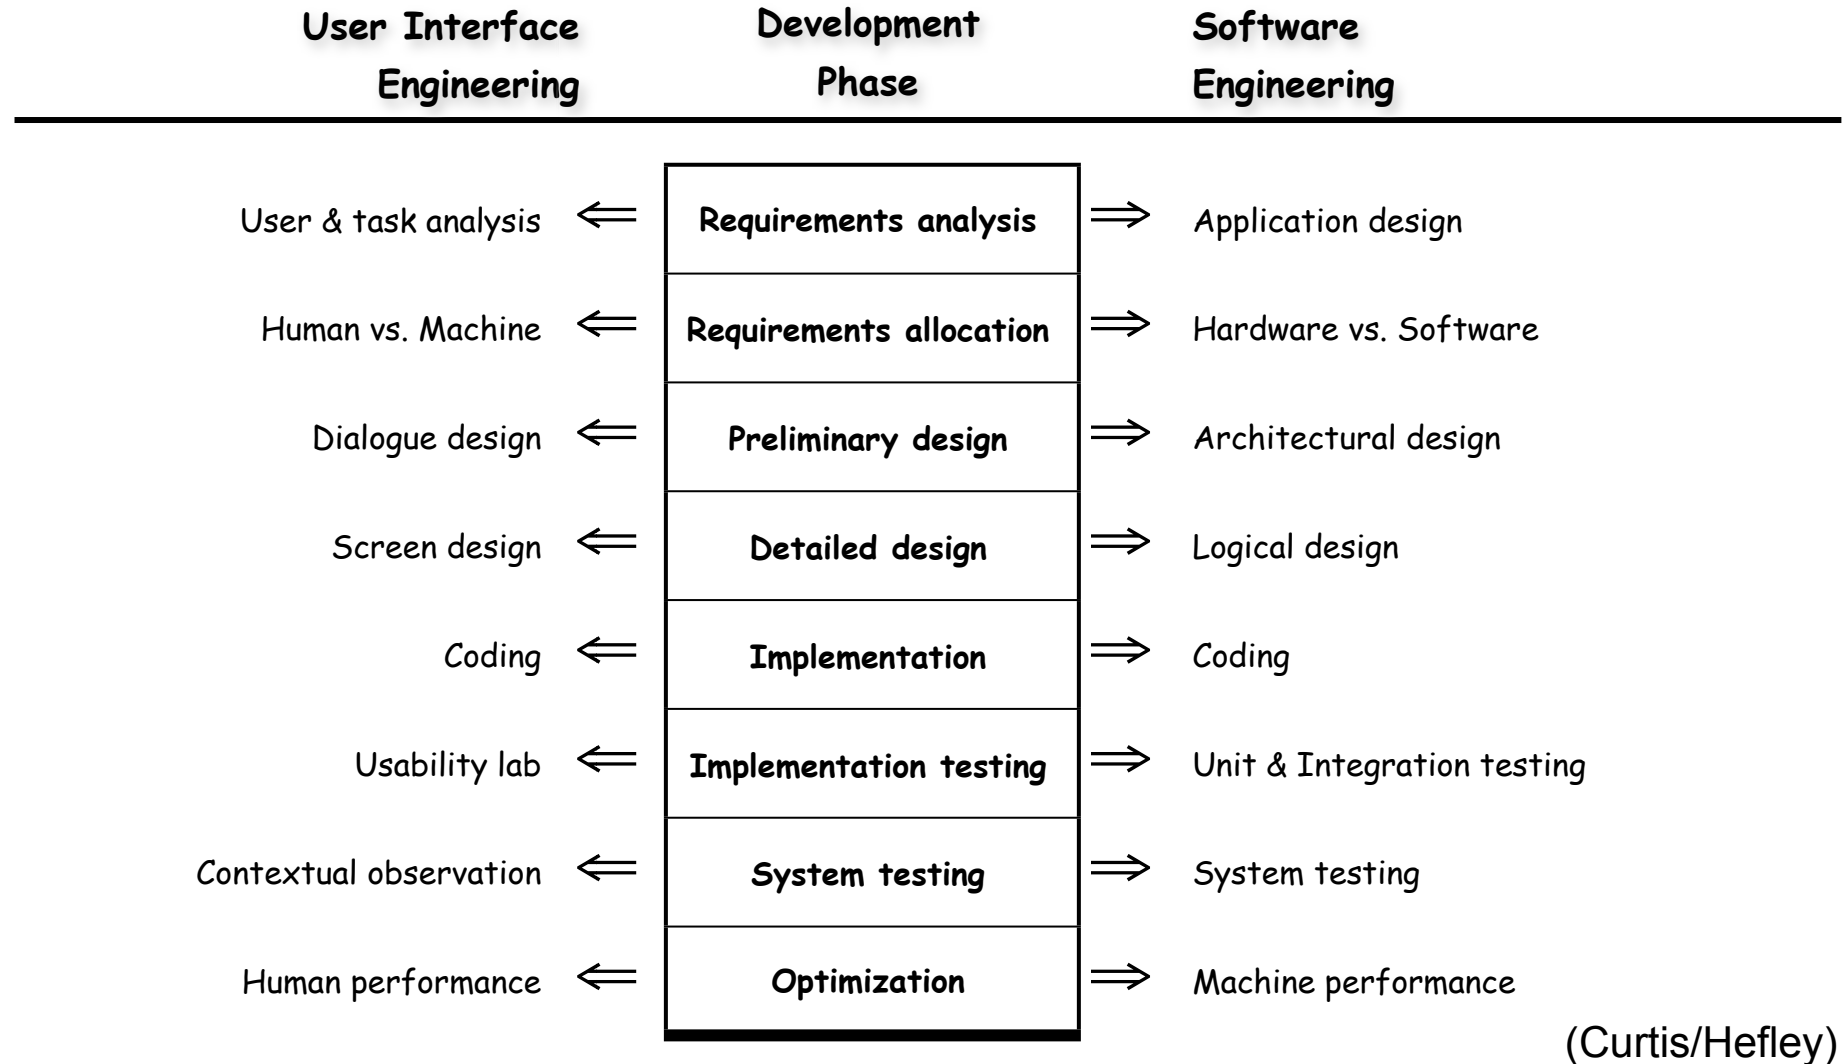 User Interface Development Software
Engineering Phase Engineering
User & task analysis ⇐ Requirements analysis ⇒ Application design
Human vs. Machine ⇐ Requirements allocation ⇒ Hardware vs. Software
Dialogue design ⇐ Preliminary design ⇒ Architectural design
Screen design ⇐ Detailed design ⇒ Logical design
Coding ⇐ Implementation ⇒ Coding
Usability lab ⇐ Implementation testing ⇒ Unit & Integration testing
Contextual observation ⇐ System testing ⇒ System testing
Human performance ⇐ Optimization ⇒ Machine performance
(Curtis/Hefley)